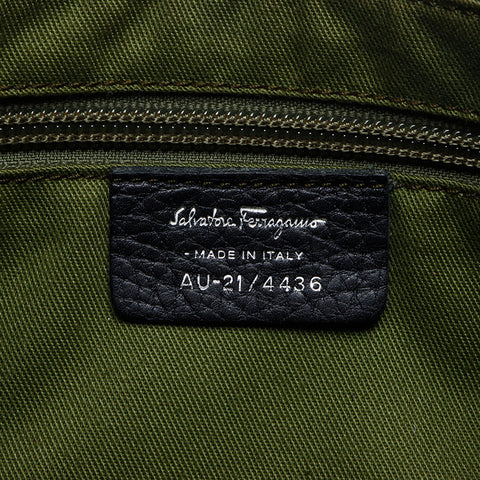 Salvatore Ferragamo
- MADE IN ITALY
AU-21/4436